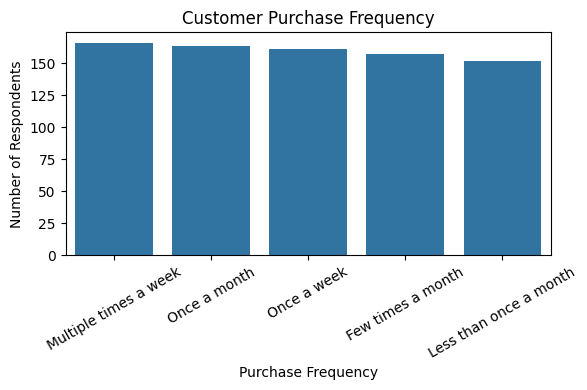 Customer Purchase Frequency
Number of Respondents
150
125
100
75
50
25
0
Multiple times a week
Once a month
Once a week
Few times a month
Less than once a month
Purchase Frequency